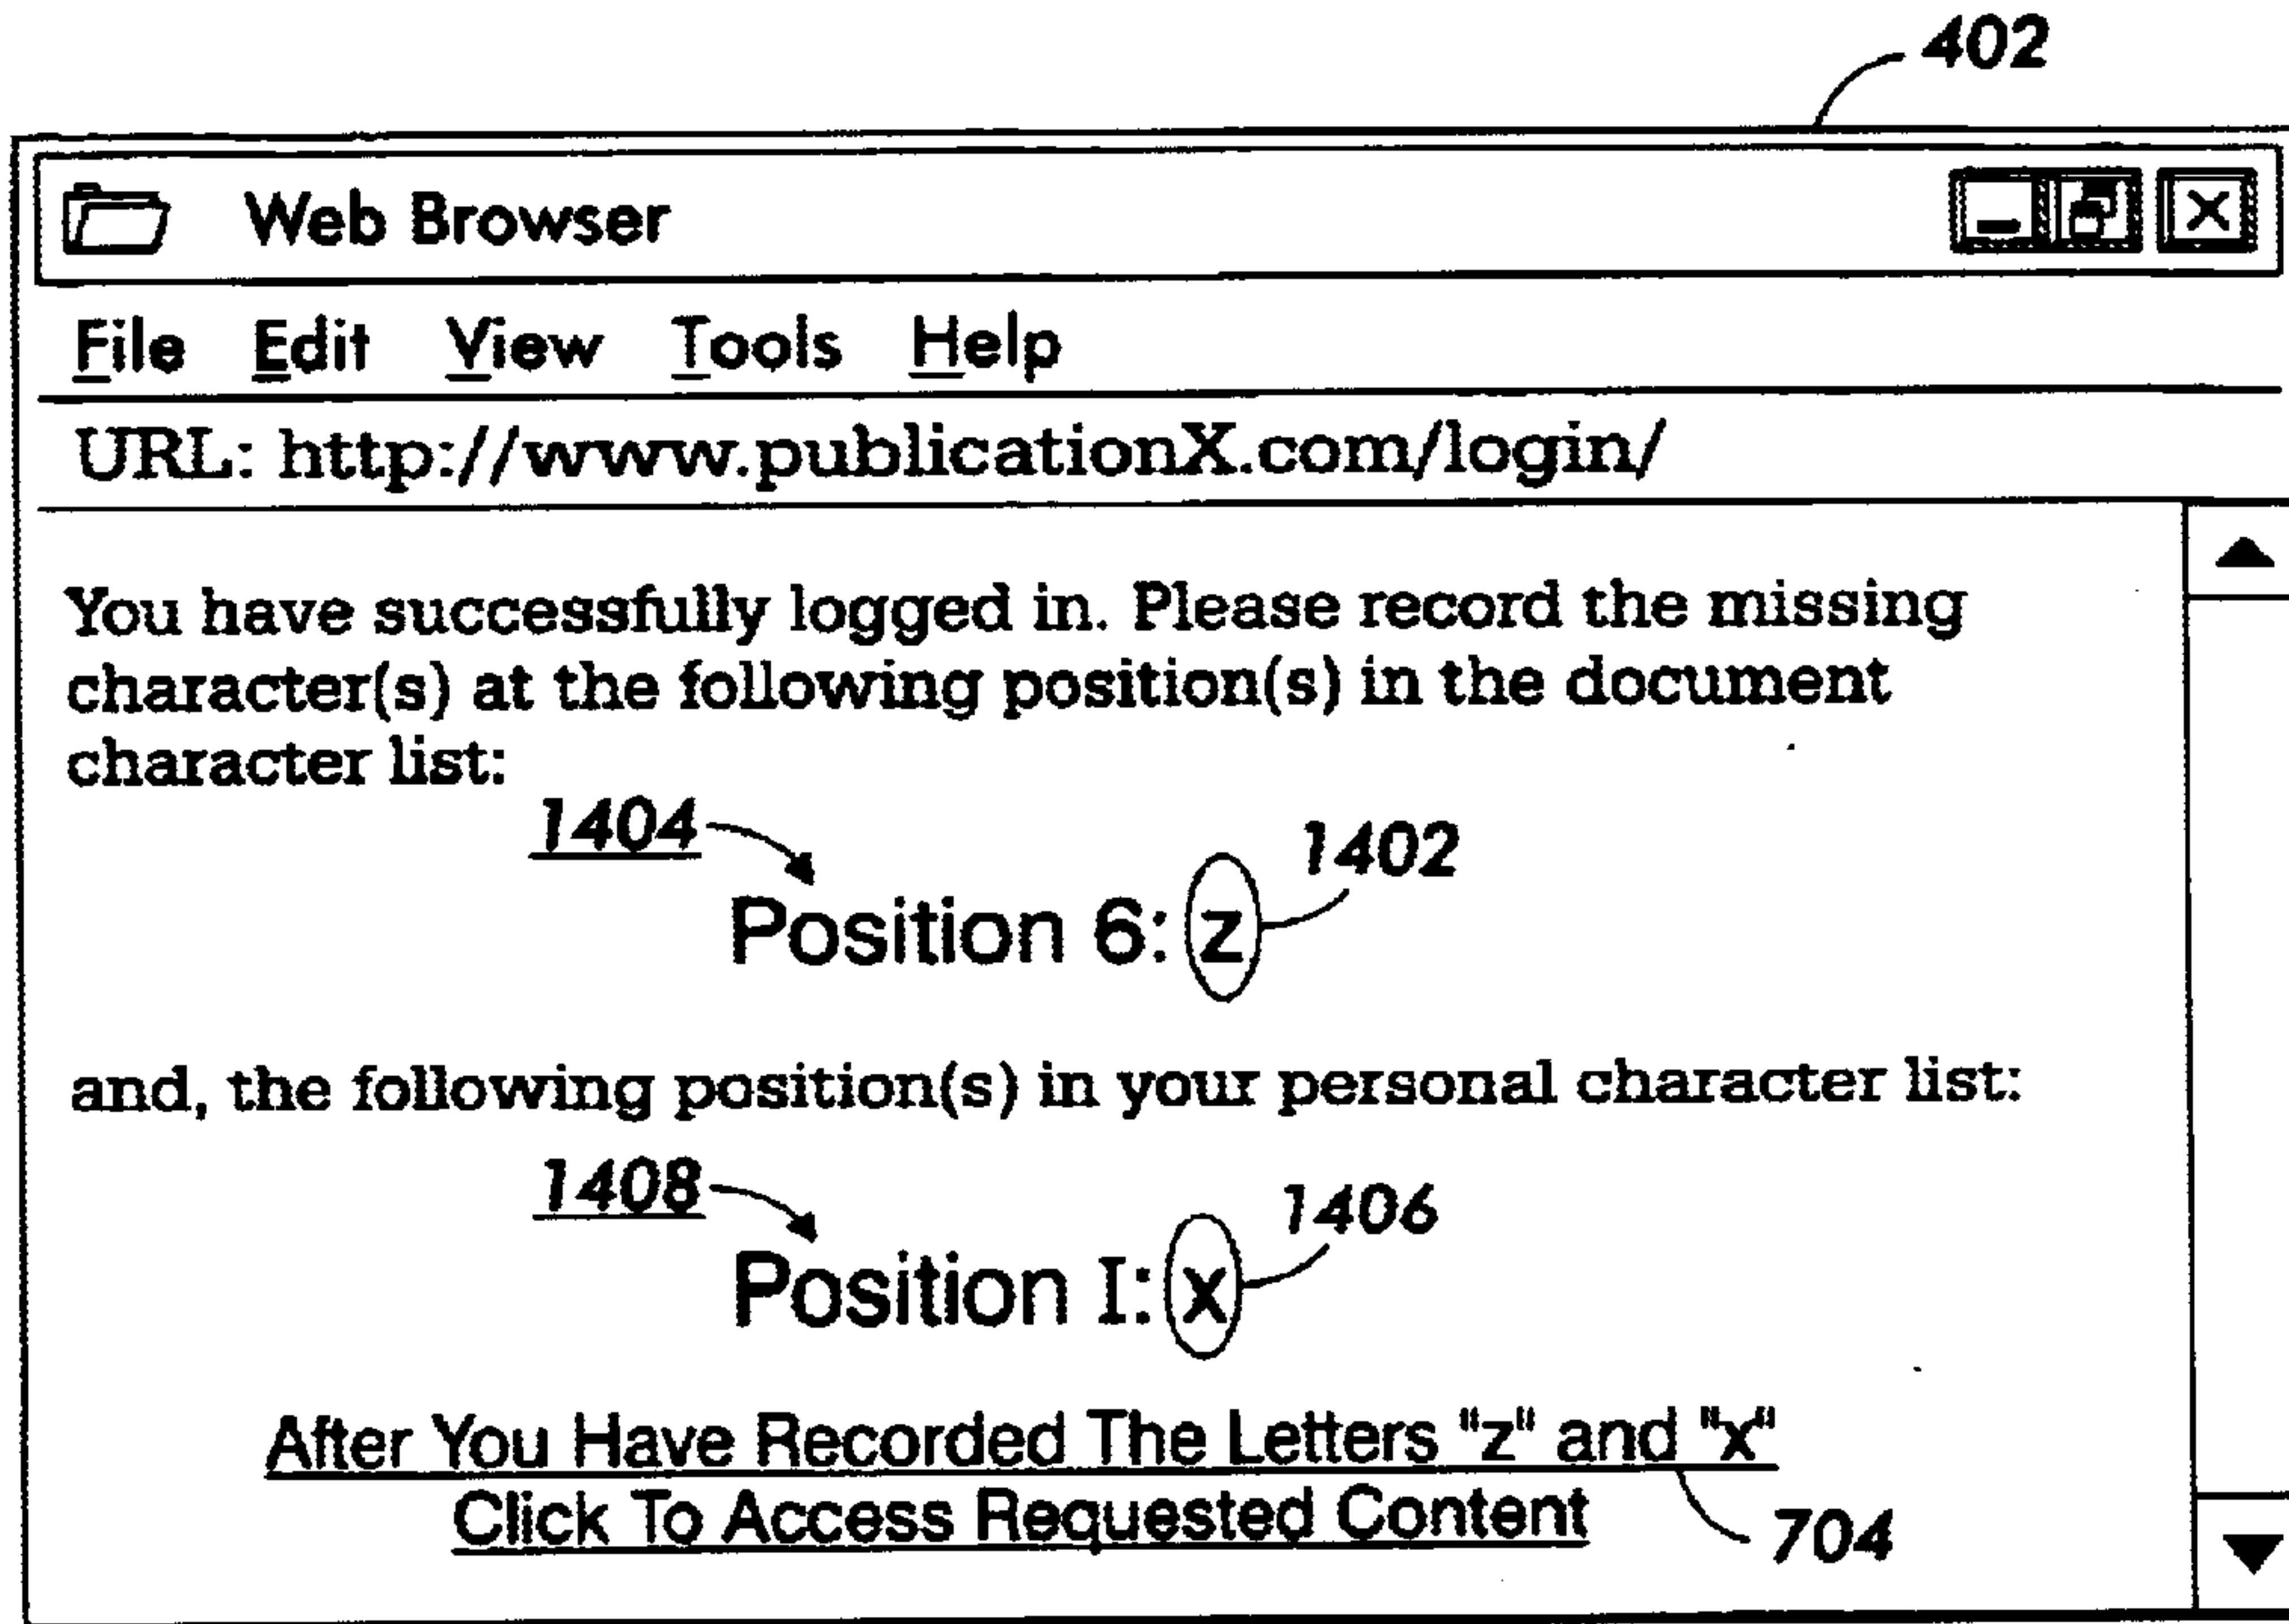 402
Web Browser
File Edit View Tools Help
URL: http://www.publicationX.com/login/
You have successfully logged in. Please record the missing
character(s) at the following position(s) in the document
character list:
1404
1402
Position 6: z
and, the following position(s) in your personal character list:
1408
1406
Position I: x
After You Have Recorded The Letters "z" and "x"
Click To Access Requested Content
704